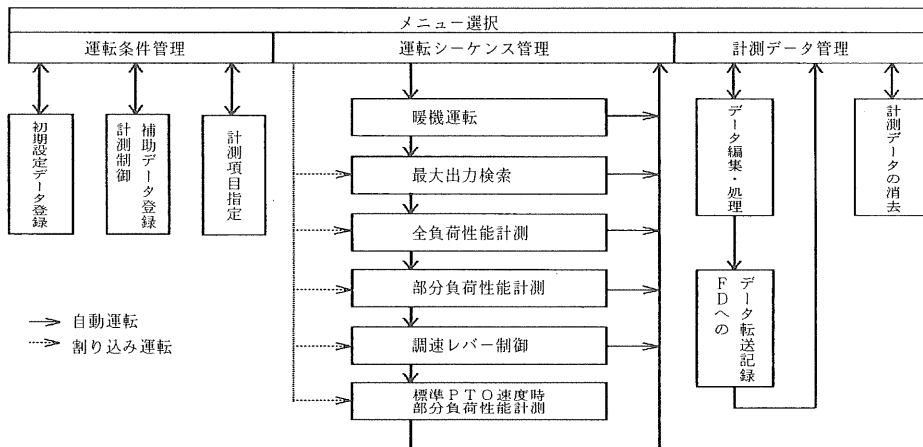 メニュー選択
運転条件管理
運転シーケンス管理
計測データ管理
初期設定データ登録
補助データ登録
計測制御
計測項目指定
暖機運転
最大出力検索
全負荷性能計測
部分負荷性能計測
調速レバー制御
標準ＰＴＯ速度時
部分負荷性能計測
データ編集・処理
データ転送記録
ＦＤへの
計測データの消去
自動運転
割り込み運転